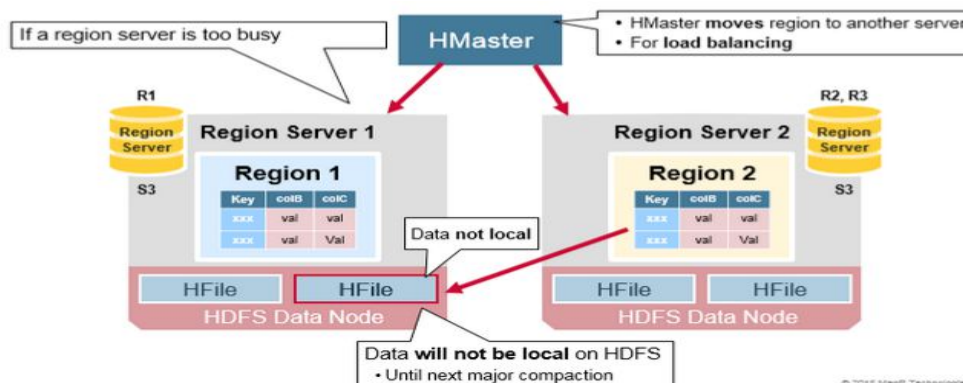 If a region server is too busy
HMaster
• HMaster moves region to another server
• For load balancing
R1
Region
Server
S3
Region Server 1
Region 1
Key colB colC
xxx val val
xxx val Val
Data not local
HFile HFile
HDFS Data Node
R2, R3
Region
Server
S3
Region Server 2
Region 2
Key colB colC
xxx val val
xxx val Val
HFile HFile
HDFS Data Node
Data will not be local on HDFS
• Until next major compaction